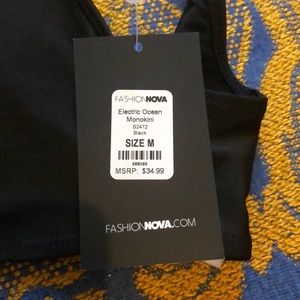 FASHIONNOVA
Electric Ocean
Monokini
S2472
Black
SIZE M
MSRP: $34.99
FASHIONNOVA.COM